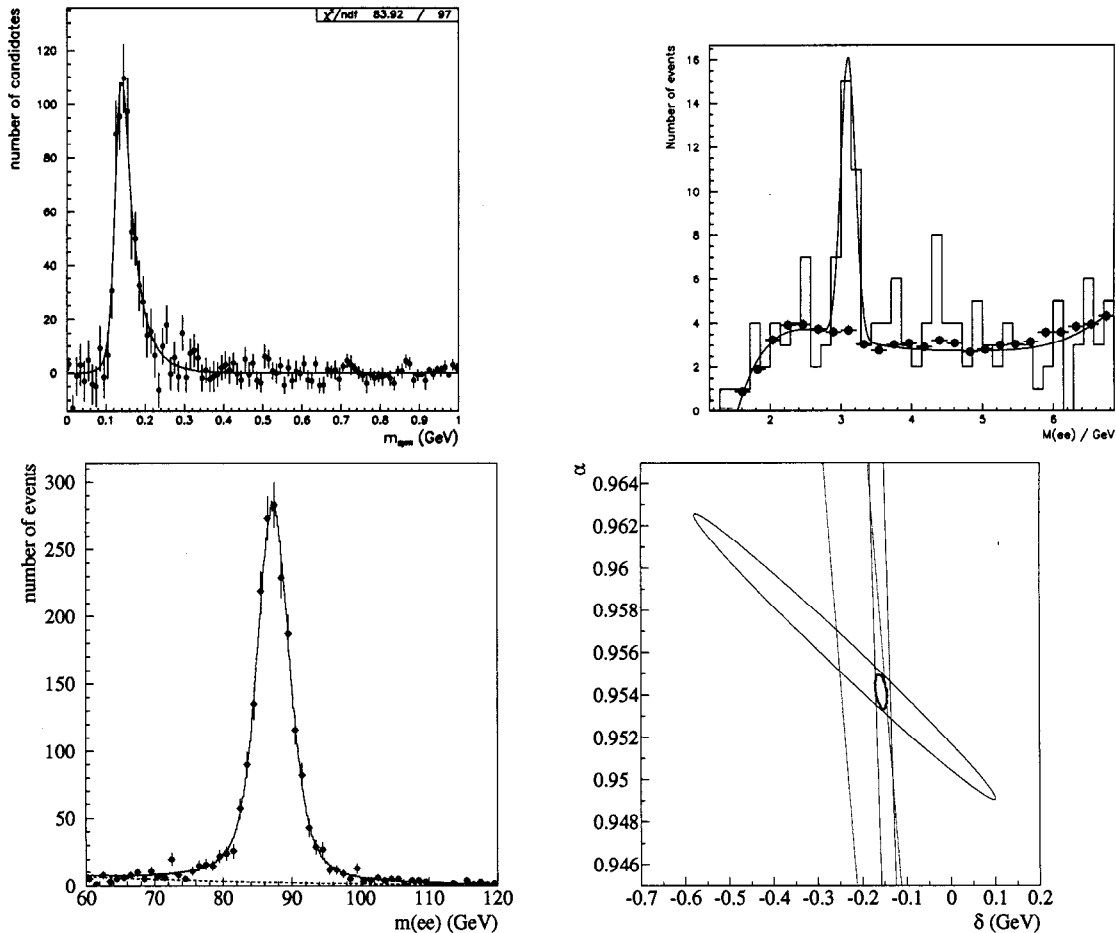 χ²/ndf 83.92 / 97
number of candidates
120
100
80
60
40
20
0
0 0.1 0.2 0.3 0.4 0.5 0.6 0.7 0.8 0.9 1
(GeV)
Number of events
16
14
12
10
8
6
4
2
0
2 3 4 5 6
M(ee) / GeV
number of events
300
250
200
150
100
50
0
60 70 80 90 100 110 120
m(ee) (GeV)
α
0.964
0.962
0.96
0.958
0.956
0.954
0.952
0.95
0.948
0.946
-0.7 -0.6 -0.5 -0.4 -0.3 -0.2 -0.1 0 0.1 0.2
δ (GeV)